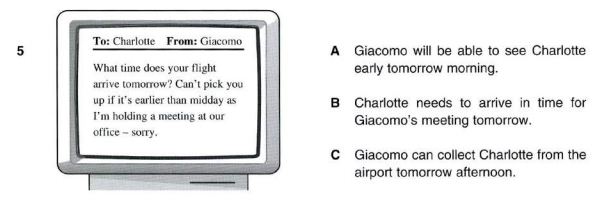 5
To: Charlotte From: Giacomo
What time does your flight
arrive tomorrow? Can't pick you
up if it's earlier than midday as
I'm holding a meeting at our
office – sorry.
A Giacomo will be able to see Charlotte
early tomorrow morning.
B Charlotte needs to arrive in time for
Giacomo's meeting tomorrow.
C Giacomo can collect Charlotte from the
airport tomorrow afternoon.